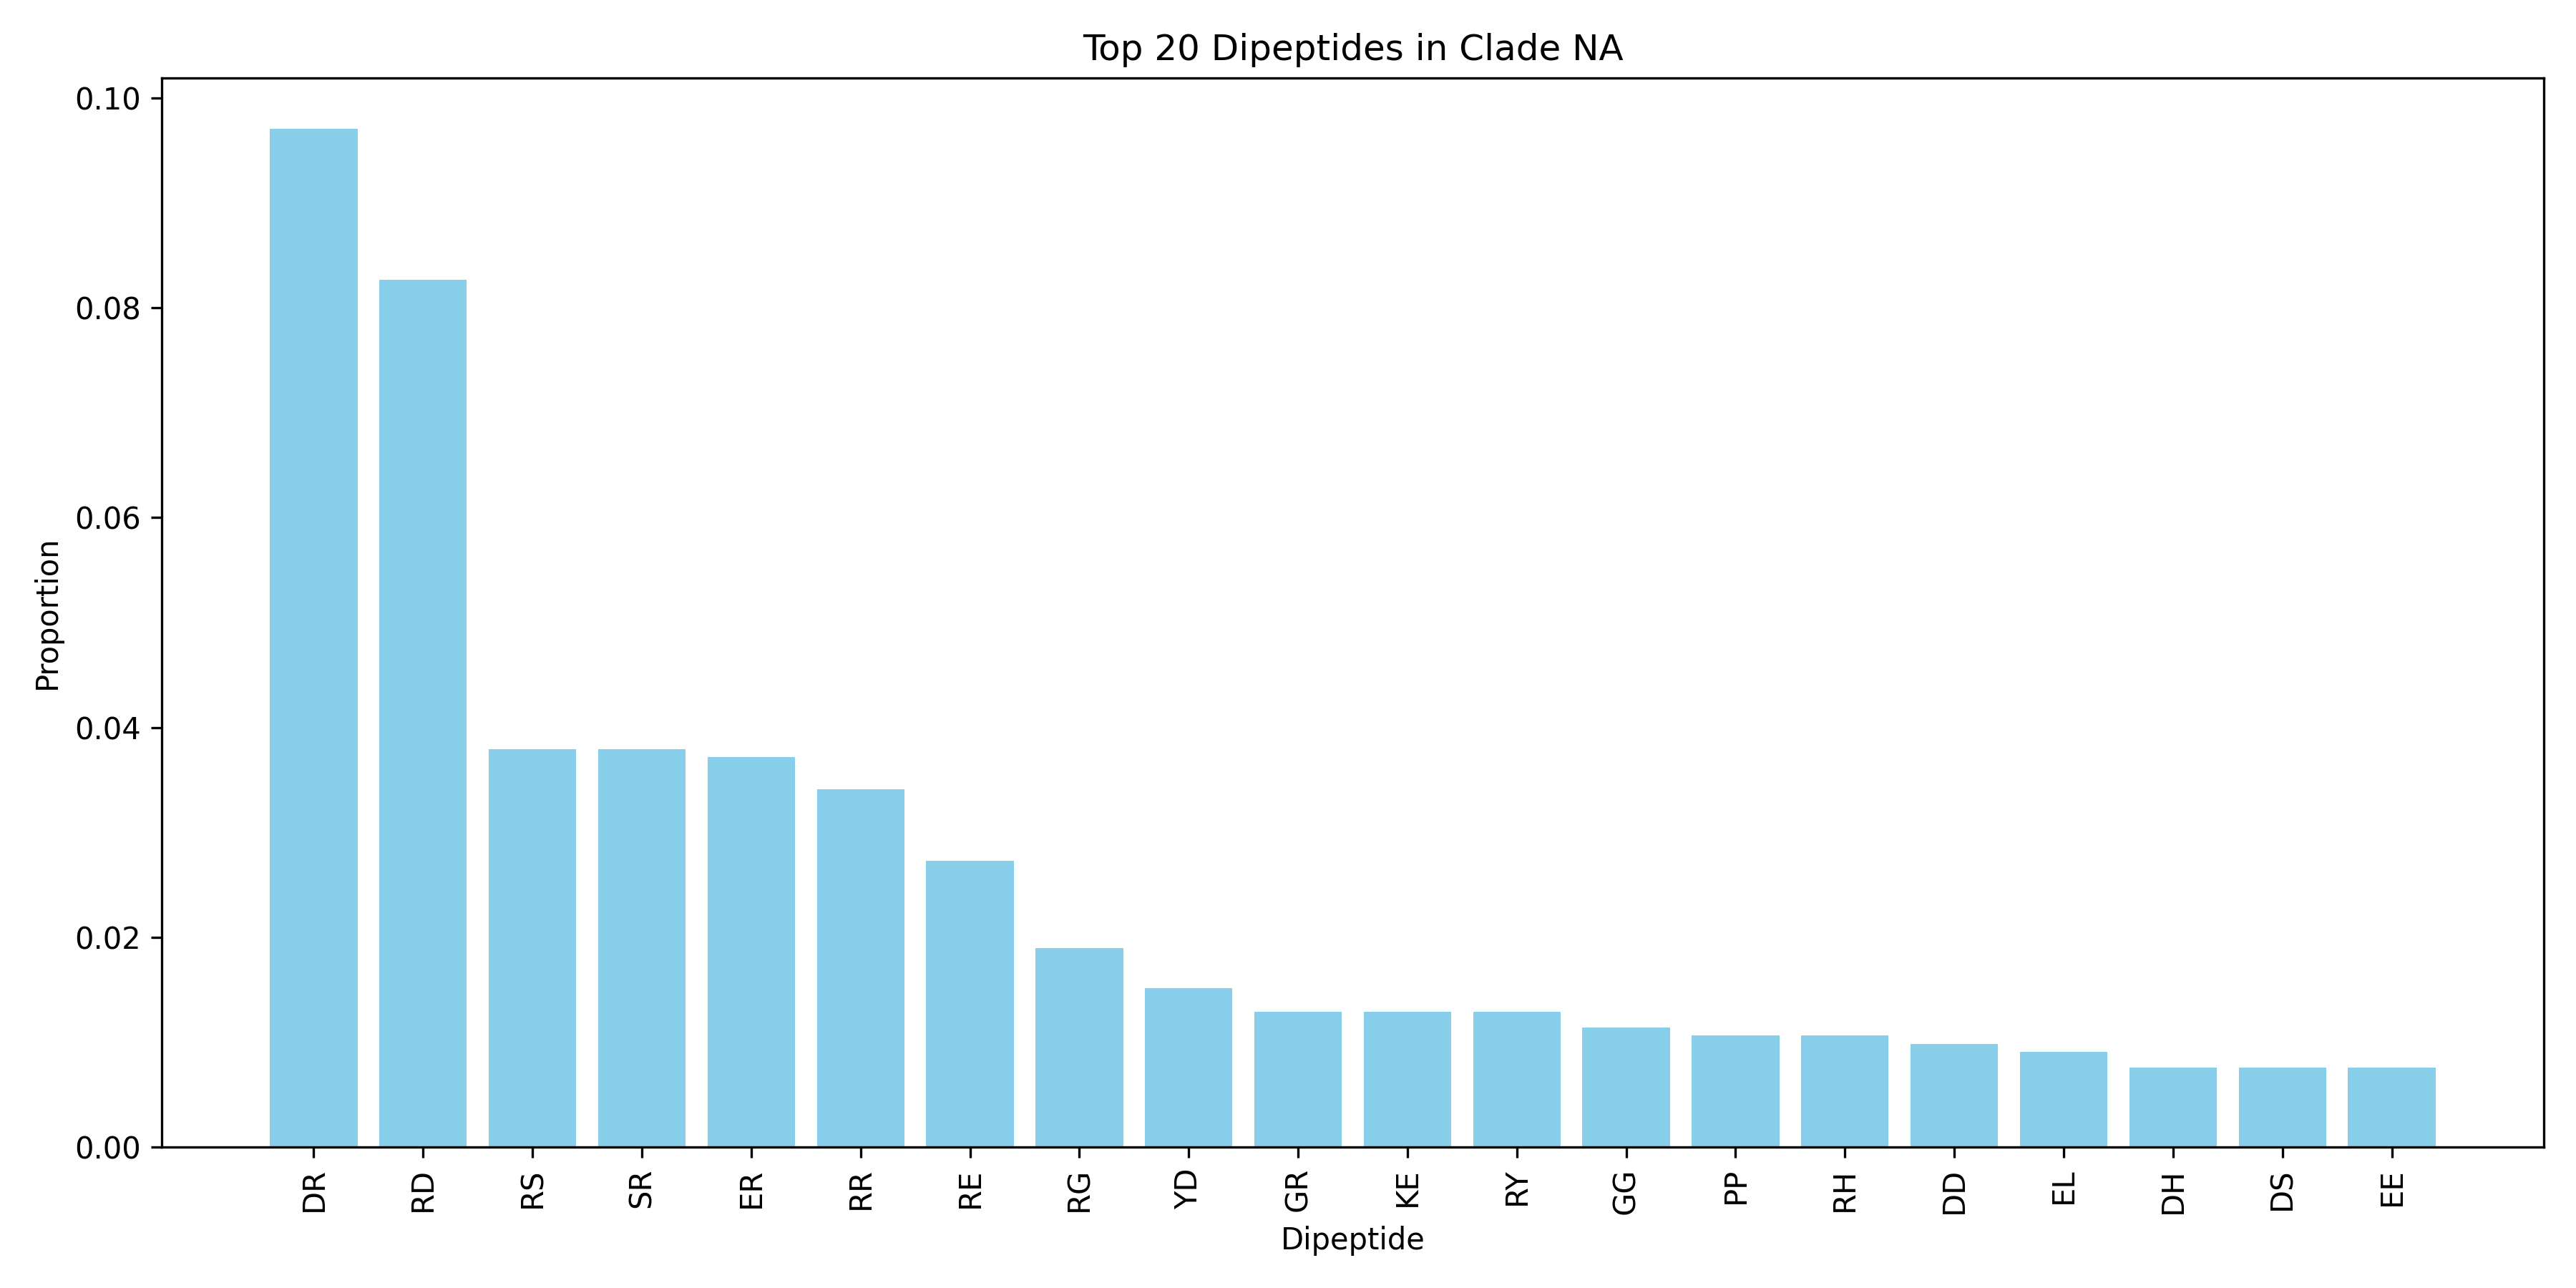 Top 20 Dipeptides in Clade NA
0.10
0.08
0.06
0.04
0.02
0.00
Proportion
DR RD RS SR ER RR RE RG YD GR KE RY GG PP RH DD EL DH DS EE
Dipeptide